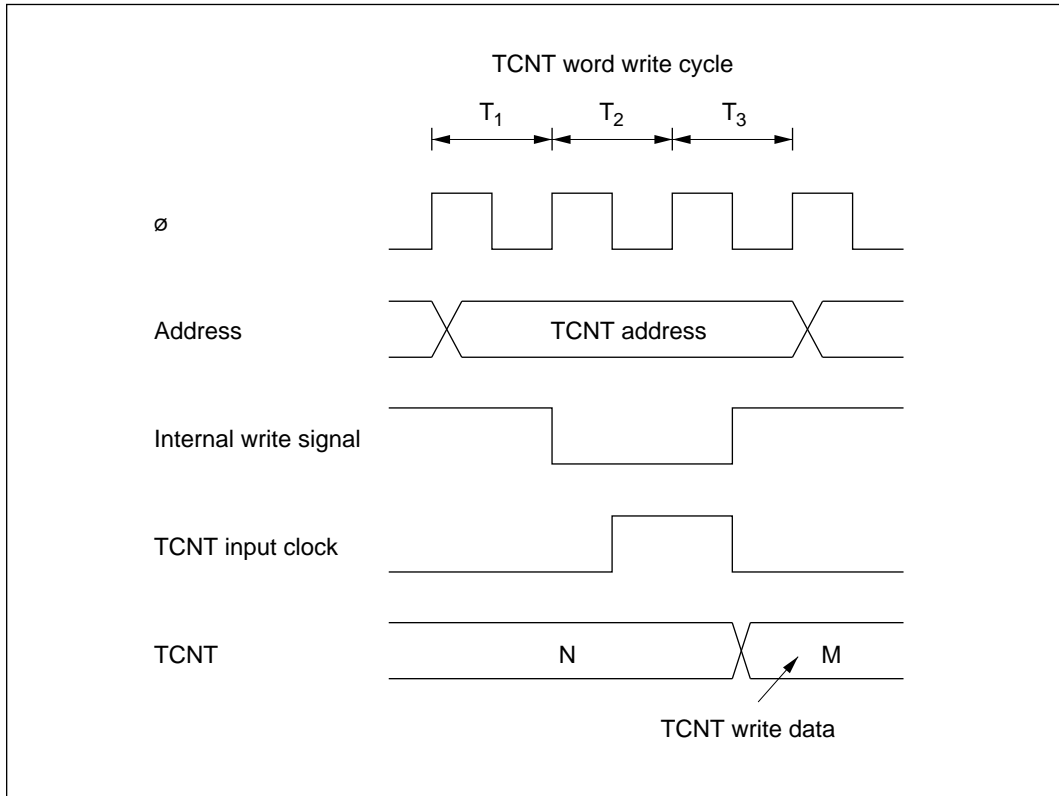 TCNT word write cycle
T₁ T₂ T₃
ø
Address TCNT address
Internal write signal
TCNT input clock
TCNT N M
TCNT write data